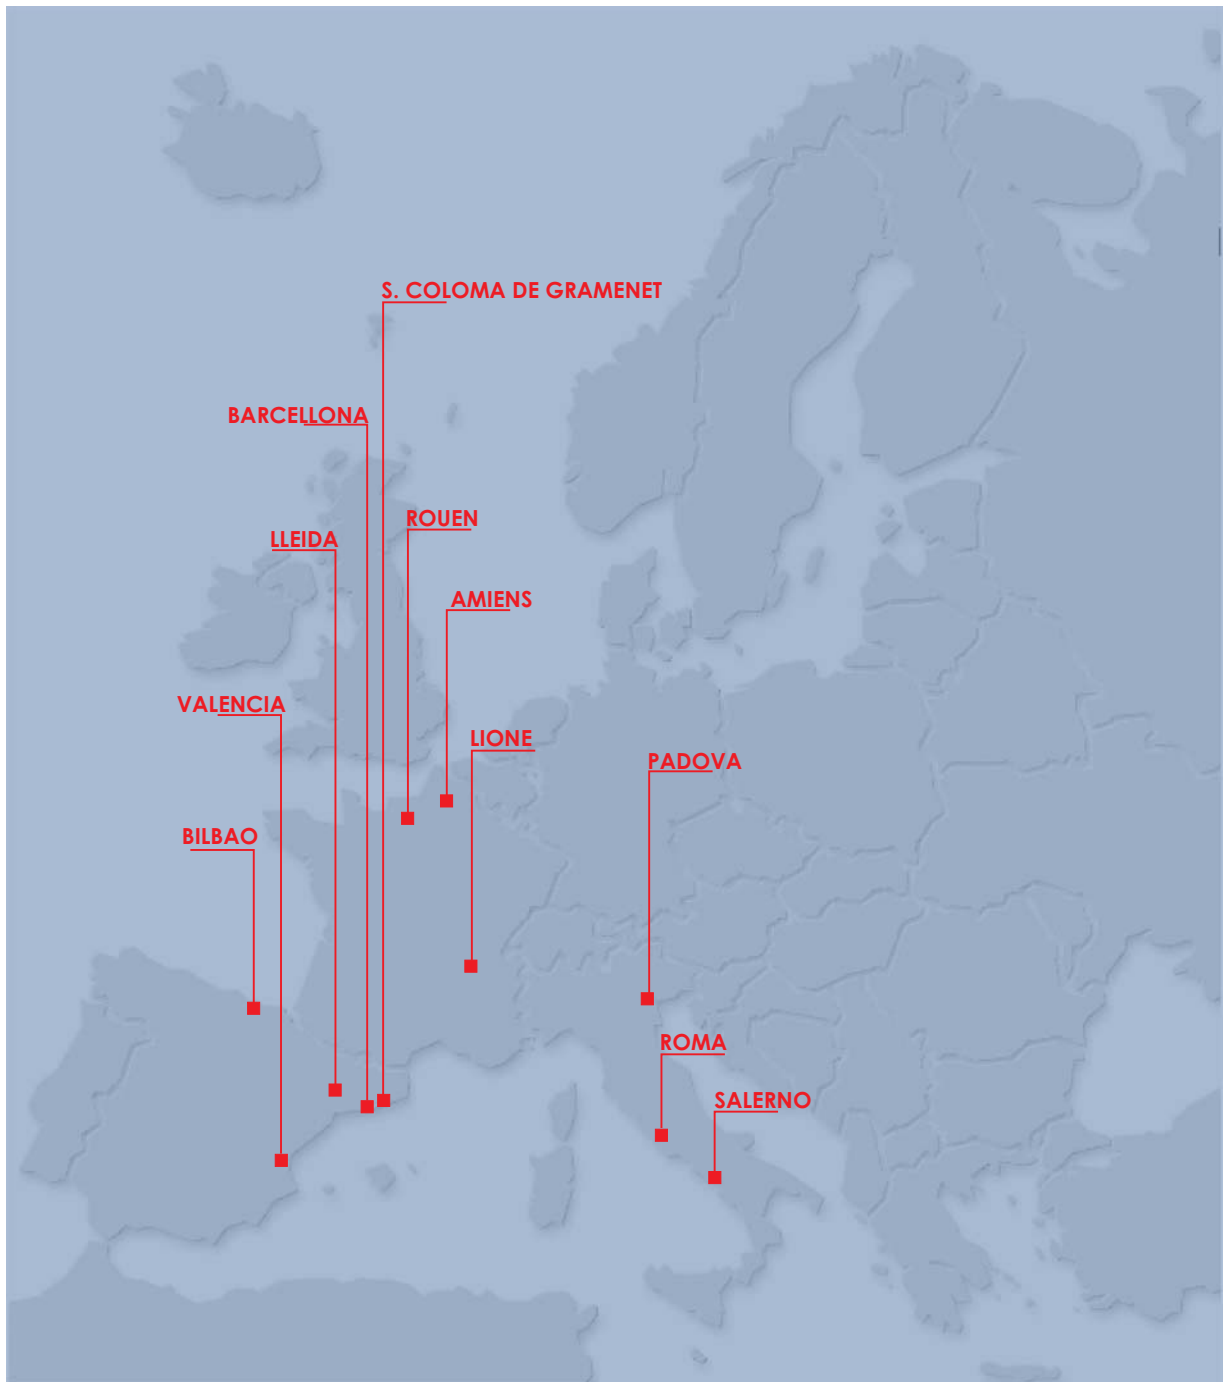 S. COLOMA DE GRAMENET
BARCELLONA
ROUEN
LLEIDA
AMIENS
VALENCIA
LIONE
PADOVA
BILBAO
ROMA
SALERNO